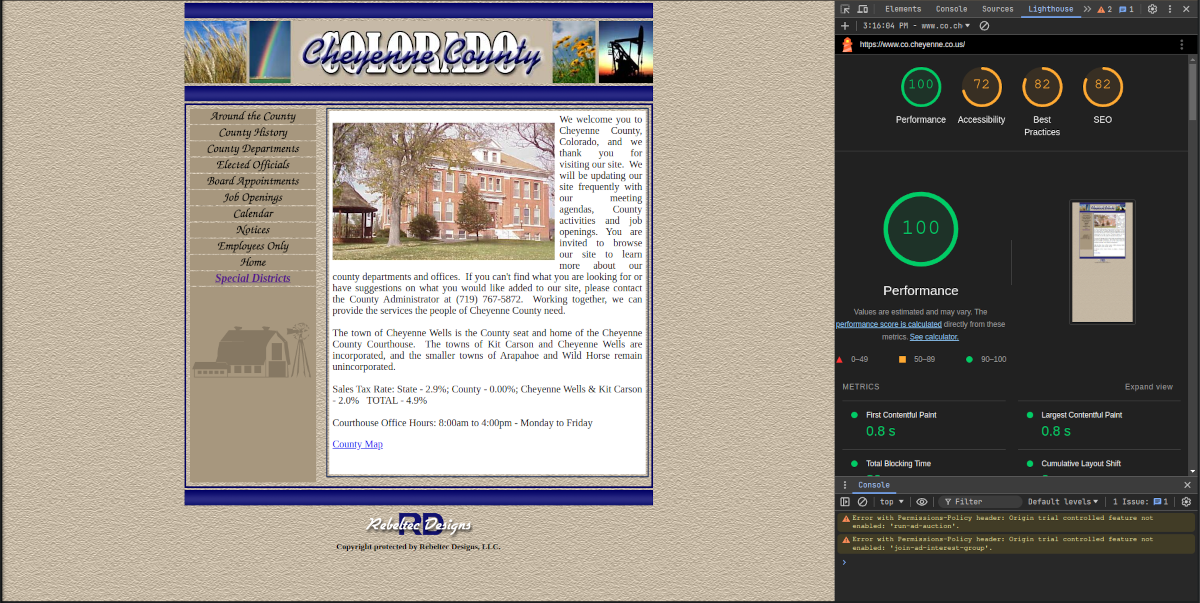 COLORADO
Cheyenne County
Around the County
County History
County Departments
Elected Officials
Board Appointments
Job Openings
Calendar
Notices
Employees Only
Home
Special Districts
We welcome you to
Cheyenne County,
Colorado, and we
thank you for
visiting our site. We
will be updating our
site frequently with
our meeting
agendas, County
activities and job
openings. You are
invited to browse
our site to learn
more about our
county departments and offices. If you can't find what you are looking for or
have suggestions on what you would like added to our site, please contact
the County Administrator at (719) 767-5872. Working together, we can
provide the services the people of Cheyenne County need.
The town of Cheyenne Wells is the County seat and home of the Cheyenne
County Courthouse. The towns of Kit Carson and Cheyenne Wells are
incorporated, and the smaller towns of Arapahoe and Wild Horse remain
unincorporated.
Sales Tax Rate: State - 2.9%; County - 0.00%; Cheyenne Wells & Kit Carson
- 2.0% TOTAL - 4.9%
Courthouse Office Hours: 8:00am to 4:00pm - Monday to Friday
County Map
RD
Rebeltec Designs
Copyright protected by Rebeltec Designs, LLC.
Elements Console Sources Lighthouse 2 1
3:16:04 PM - www.co.ch
https://www.co.cheyenne.co.us/
100 72 82 82
Performance Accessibility Best Practices SEO
100
Performance
Values are estimated and may vary. The
performance score is calculated directly from these
metrics. See calculator.
0–49 50–89 90–100
METRICS Expand view
First Contentful Paint Largest Contentful Paint
0.8 s 0.8 s
Total Blocking Time Cumulative Layout Shift
Console
top Filter Default levels 1 Issue: 1
Error with Permissions-Policy header: Origin trial controlled feature not
enabled: 'run-ad-auction'.
Error with Permissions-Policy header: Origin trial controlled feature not
enabled: 'join-ad-interest-group'.